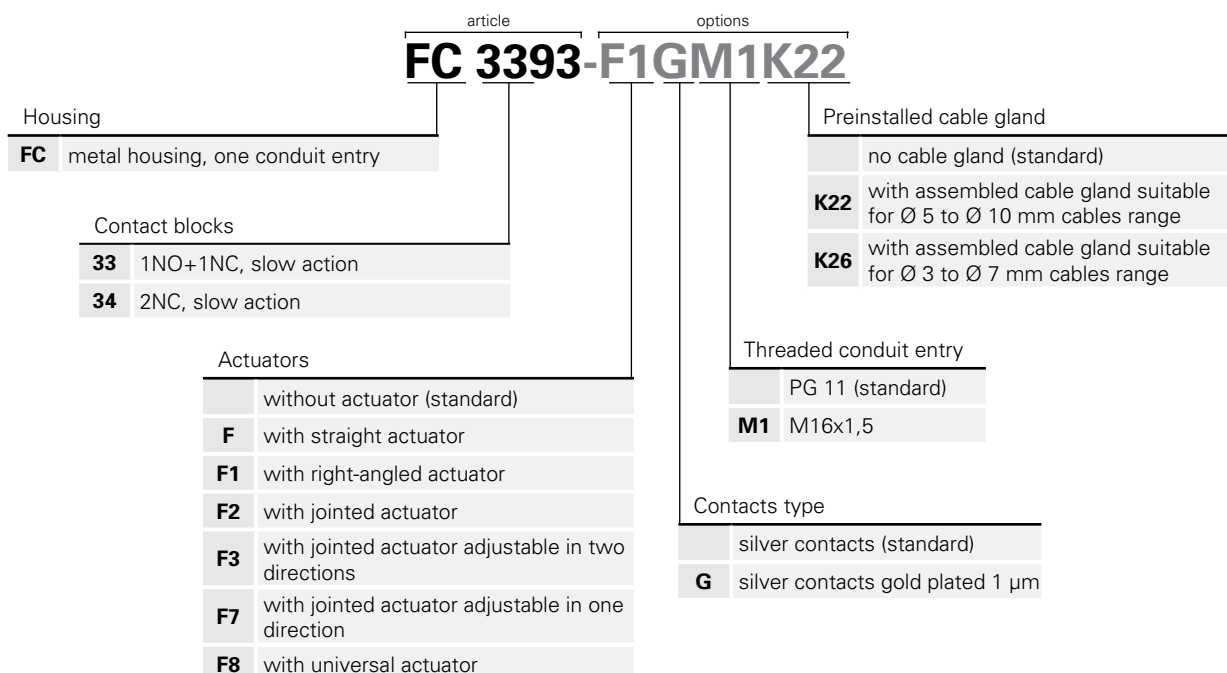 article
options
FC 3393-F1GM1K22
Housing
FC metal housing, one conduit entry
Contact blocks
33 1NO+1NC, slow action
34 2NC, slow action
Actuators
without actuator (standard)
F with straight actuator
F1 with right-angled actuator
F2 with jointed actuator
F3 with jointed actuator adjustable in two
directions
F7 with jointed actuator adjustable in one
direction
F8 with universal actuator
Preinstalled cable gland
no cable gland (standard)
K22 with assembled cable gland suitable
for Ø 5 to Ø 10 mm cables range
K26 with assembled cable gland suitable
for Ø 3 to Ø 7 mm cables range
Threaded conduit entry
PG 11 (standard)
M1 M16x1,5
Contacts type
silver contacts (standard)
G silver contacts gold plated 1 µm